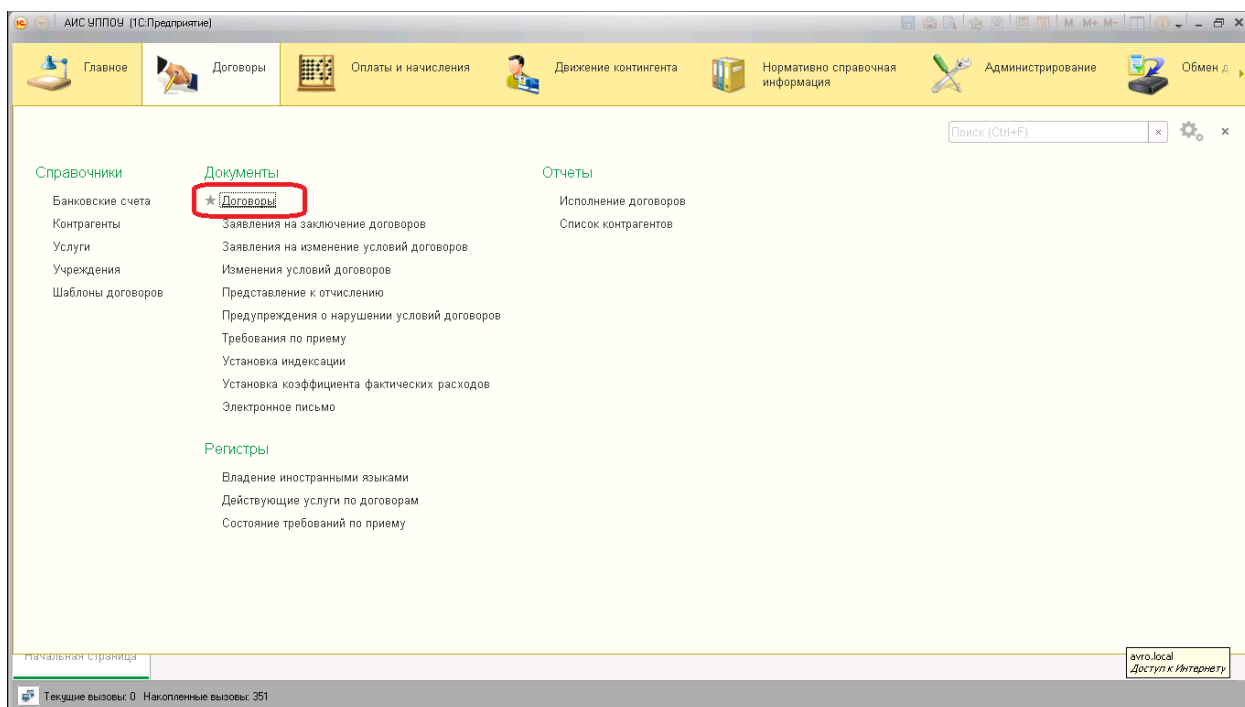 АИС УППОУ (1С:Предприятие)
M M+ M-
Главное
Договоры
Оплаты и начисления
Движение контингента
Нормативно справочная
информация
Администрирование
Обмен д
Поиск (Ctrl+F)
Справочники
Банковские счета
Контрагенты
Услуги
Учреждения
Шаблоны договоров
Документы
Договоры
Заявления на заключение договоров
Заявления на изменение условий договоров
Изменения условий договоров
Представление к отчислению
Предупреждения о нарушении условий договоров
Требования по приему
Установка индексации
Установка коэффициента фактических расходов
Электронное письмо
Регистры
Владение иностранными языками
Действующие услуги по договорам
Состояние требований по приему
Отчеты
Исполнение договоров
Список контрагентов
Начальная страница
avro.local
Доступ к Интернету
Текущие вызовы: 0 Накопленные вызовы: 351